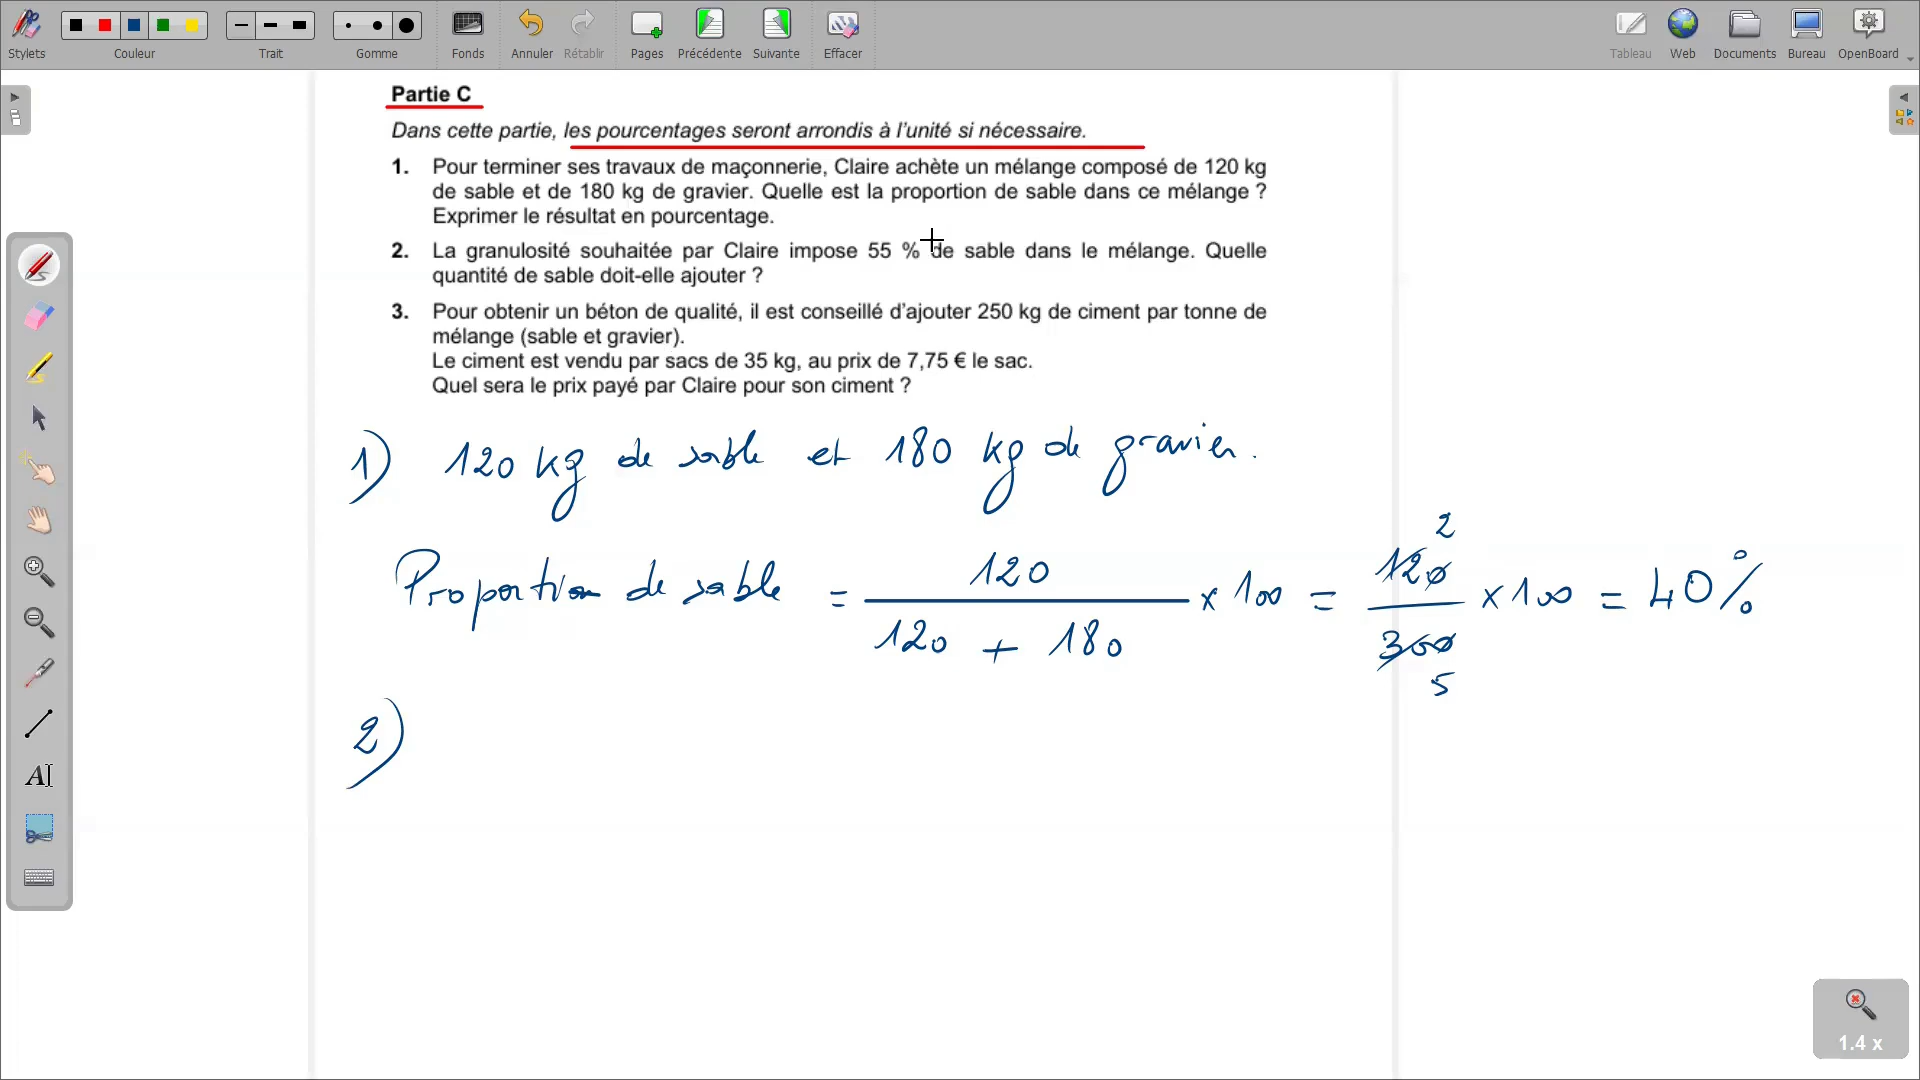 Stylets
Couleur
Trait
Gomme
Fonds
Annuler
Rétablir
Pages
Précédente
Suivante
Effacer
Tableau
Web
Documents
Bureau
OpenBoard
Partie C
Dans cette partie, les pourcentages seront arrondis à l'unité si nécessaire.
1. Pour terminer ses travaux de maçonnerie, Claire achète un mélange composé de 120 kg
de sable et de 180 kg de gravier. Quelle est la proportion de sable dans ce mélange ?
Exprimer le résultat en pourcentage.
2. La granulosité souhaitée par Claire impose 55 % de sable dans le mélange. Quelle
quantité de sable doit-elle ajouter ?
3. Pour obtenir un béton de qualité, il est conseillé d'ajouter 250 kg de ciment par tonne de
mélange (sable et gravier).
Le ciment est vendu par sacs de 35 kg, au prix de 7,75 € le sac.
Quel sera le prix payé par Claire pour son ciment ?
1) 120 kg de sable et 180 kg de gravier.
2
120 120
Proportion de sable = × 100 = × 100 = 40 %
120 + 180 300
5
2)
AI
1.4 x